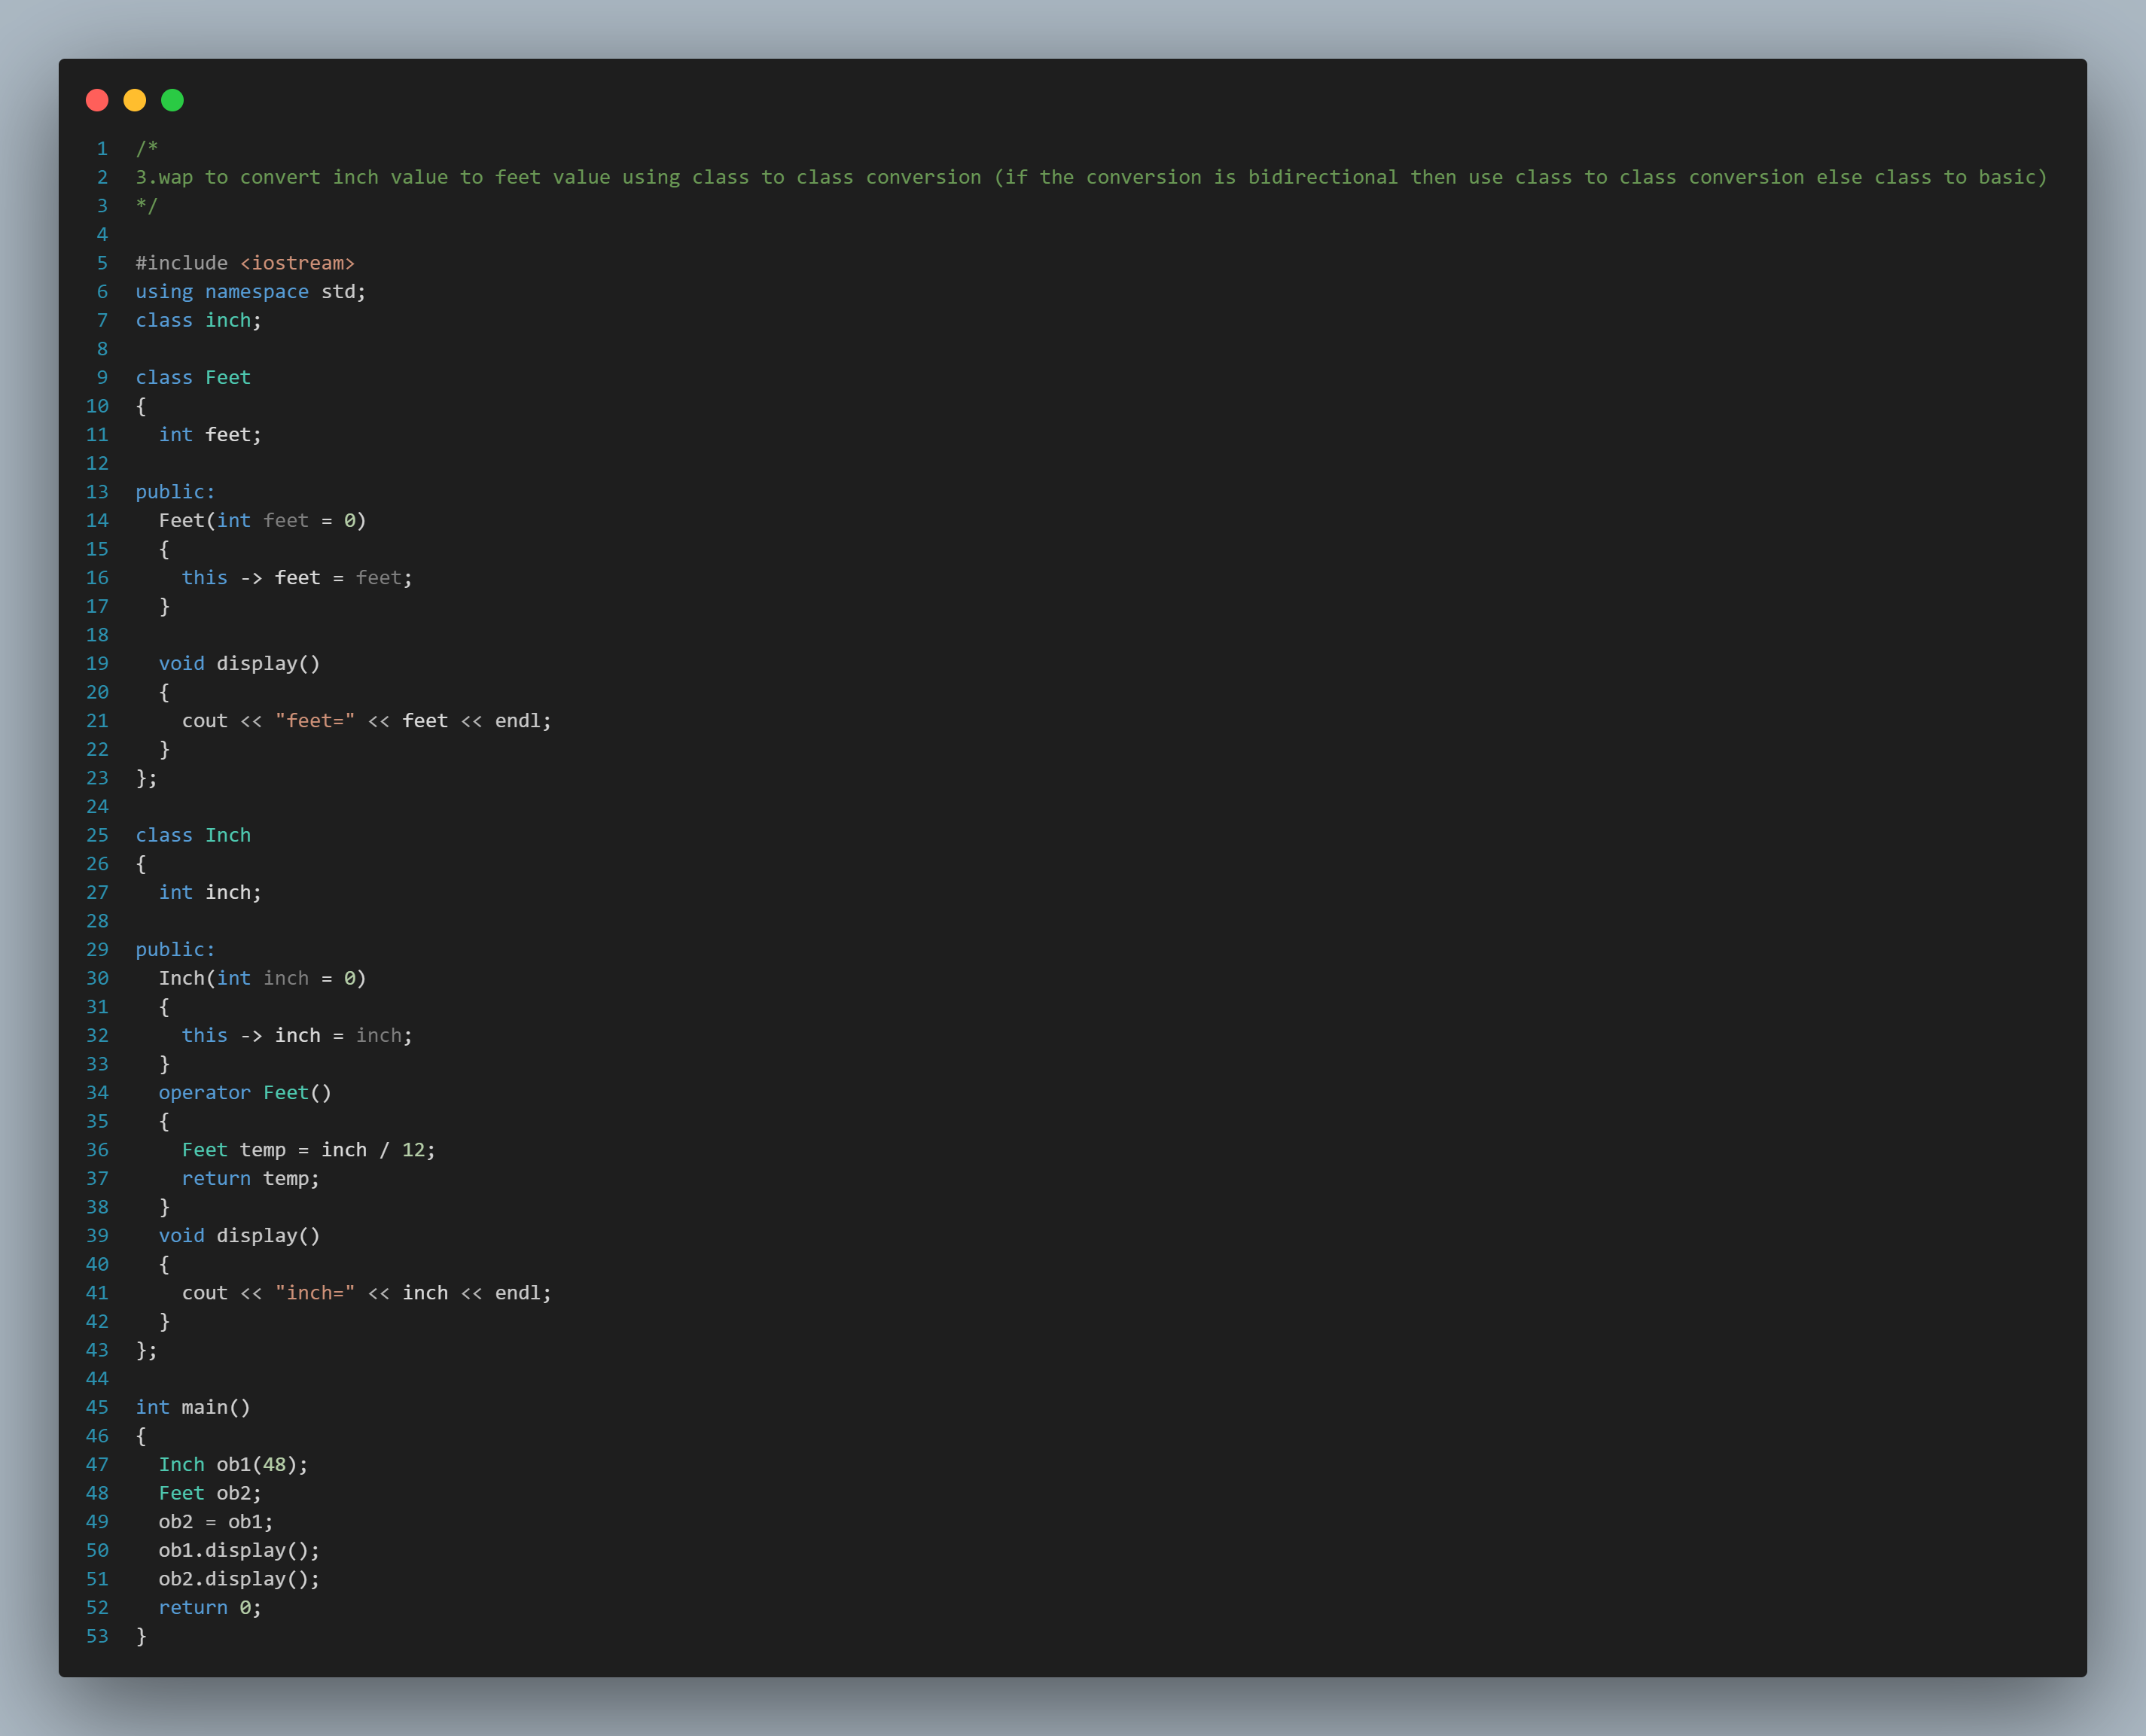 1 /*
2 3.wap to convert inch value to feet value using class to class conversion (if the conversion is bidirectional then use class to class conversion else class to basic)
3 */
4
5 #include <iostream>
6 using namespace std;
7 class inch;
8
9 class Feet
10 {
11   int feet;
12
13 public:
14   Feet(int feet = 0)
15   {
16     this -> feet = feet;
17   }
18
19   void display()
20   {
21     cout << "feet=" << feet << endl;
22   }
23 };
24
25 class Inch
26 {
27   int inch;
28
29 public:
30   Inch(int inch = 0)
31   {
32     this -> inch = inch;
33   }
34   operator Feet()
35   {
36     Feet temp = inch / 12;
37     return temp;
38   }
39   void display()
40   {
41     cout << "inch=" << inch << endl;
42   }
43 };
44
45 int main()
46 {
47   Inch ob1(48);
48   Feet ob2;
49   ob2 = ob1;
50   ob1.display();
51   ob2.display();
52   return 0;
53 }